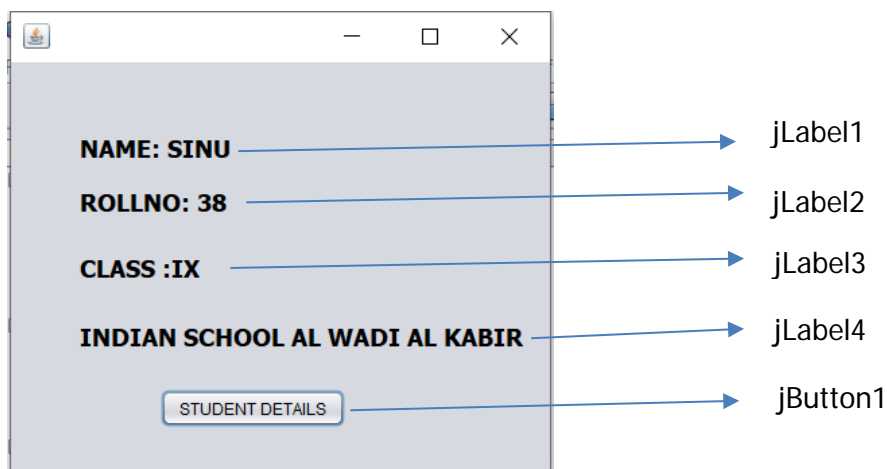 NAME: SINU
jLabel1
ROLLNO: 38
jLabel2
CLASS :IX
jLabel3
INDIAN SCHOOL AL WADI AL KABIR
jLabel4
STUDENT DETAILS
jButton1